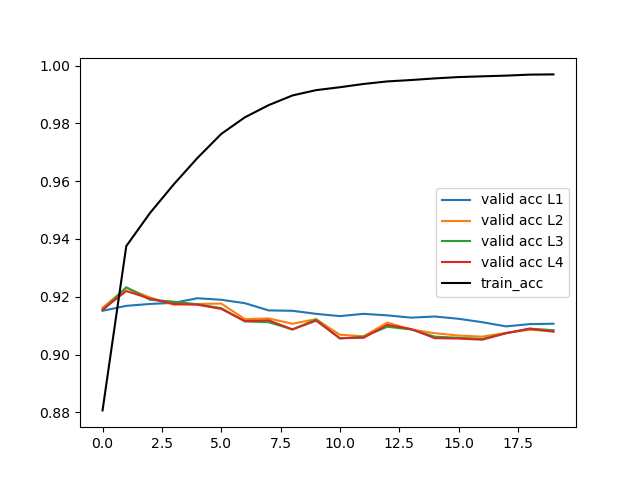 1.00
0.98
0.96
0.94
0.92
0.90
0.88
valid acc L1
valid acc L2
valid acc L3
valid acc L4
train_acc
0.0 2.5 5.0 7.5 10.0 12.5 15.0 17.5